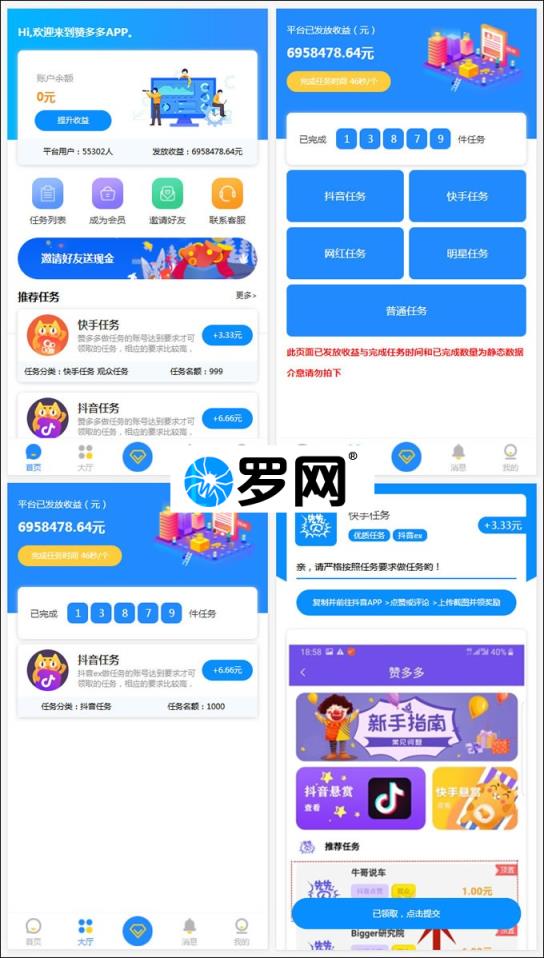 Hi,欢迎来到赞多多APP。
账户余额
0元
提升收益
平台用户：55302人
发放收益：6958478.64元
任务列表
成为会员
邀请好友
联系客服
邀请好友送现金
推荐任务
更多>
快手任务
赞多多做任务的账号达到要求才可
领取的任务，相应的要求比较高，
+3.33元
任务分类：快手任务 观众任务
任务名额：999
抖音任务
赞多多做任务的账号达到要求才可
领取的任务，相应的要求比较高，
+6.66元
首页
大厅
平台已发放收益（元）
6958478.64元
完成任务时间 46秒/个
已完成 1 3 8 7 9 件任务
抖音任务
快手任务
网红任务
明星任务
普通任务
此页面已发放收益与完成任务时间和已完成数量为静态数据
介意请勿拍下
消息
我的
罗网®
平台已发放收益（元）
6958478.64元
完成任务时间 46秒/个
已完成 1 3 8 7 9 件任务
抖音任务
抖音ex做任务的账号达到要求才可
领取的任务，相应的要求比较高，
+6.66元
任务分类：抖音任务
任务名额：1000
首页
大厅
消息
我的
快手任务
+3.33元
优质任务
抖音ex
亲，请严格按照任务要求做任务哟！
复制并前往抖音APP >点赞或评论 >上传截图并领奖励
18:58
40%
赞多多
新手指南
常见问题
抖音悬赏
查看
快手悬赏
查看
推荐任务
牛哥说车
顶置
抖音点赞
观众
1.00元
已领取，点击提交
Bigger研究院
顶置